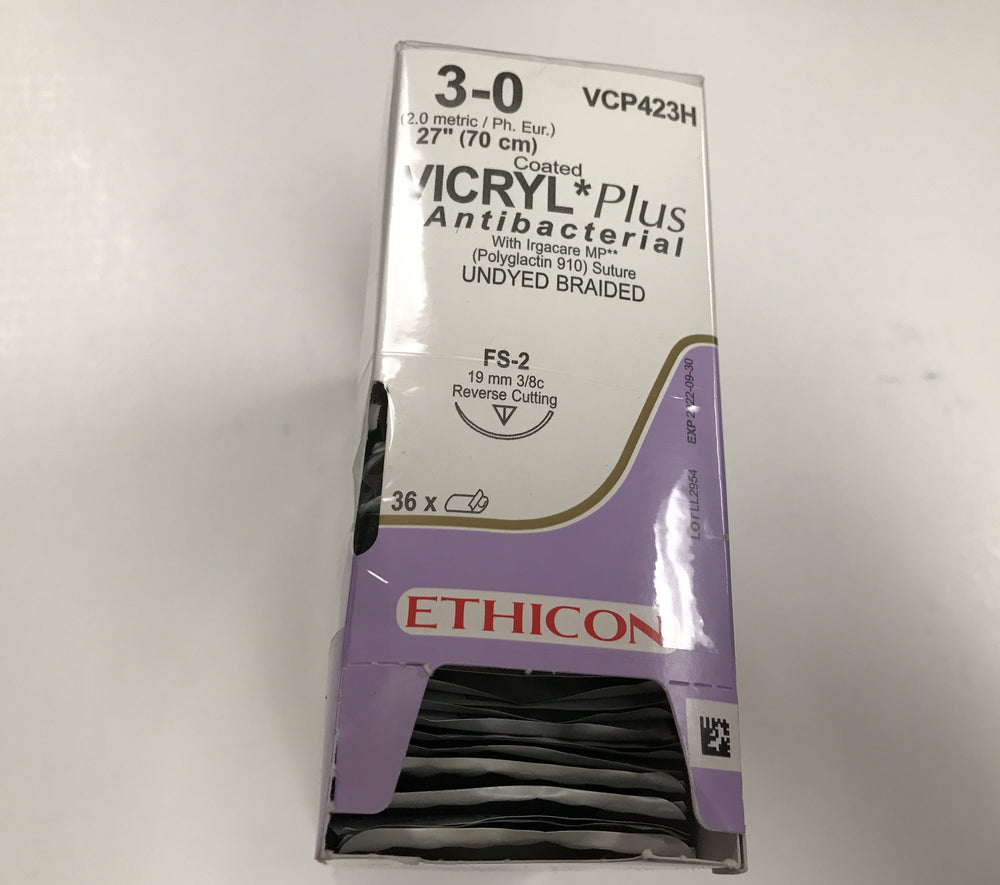 3-0
VCP423H
(2.0 metric / Ph. Eur.)
27" (70 cm)
Coated
VICRYL*Plus
Antibacterial
With Irgacare MP**
(Polyglactin 910) Suture
UNDYED BRAIDED
FS-2
19 mm 3/8c
Reverse Cutting
36 x
EXP 2022-09-30
LOT LL2954
ETHICON